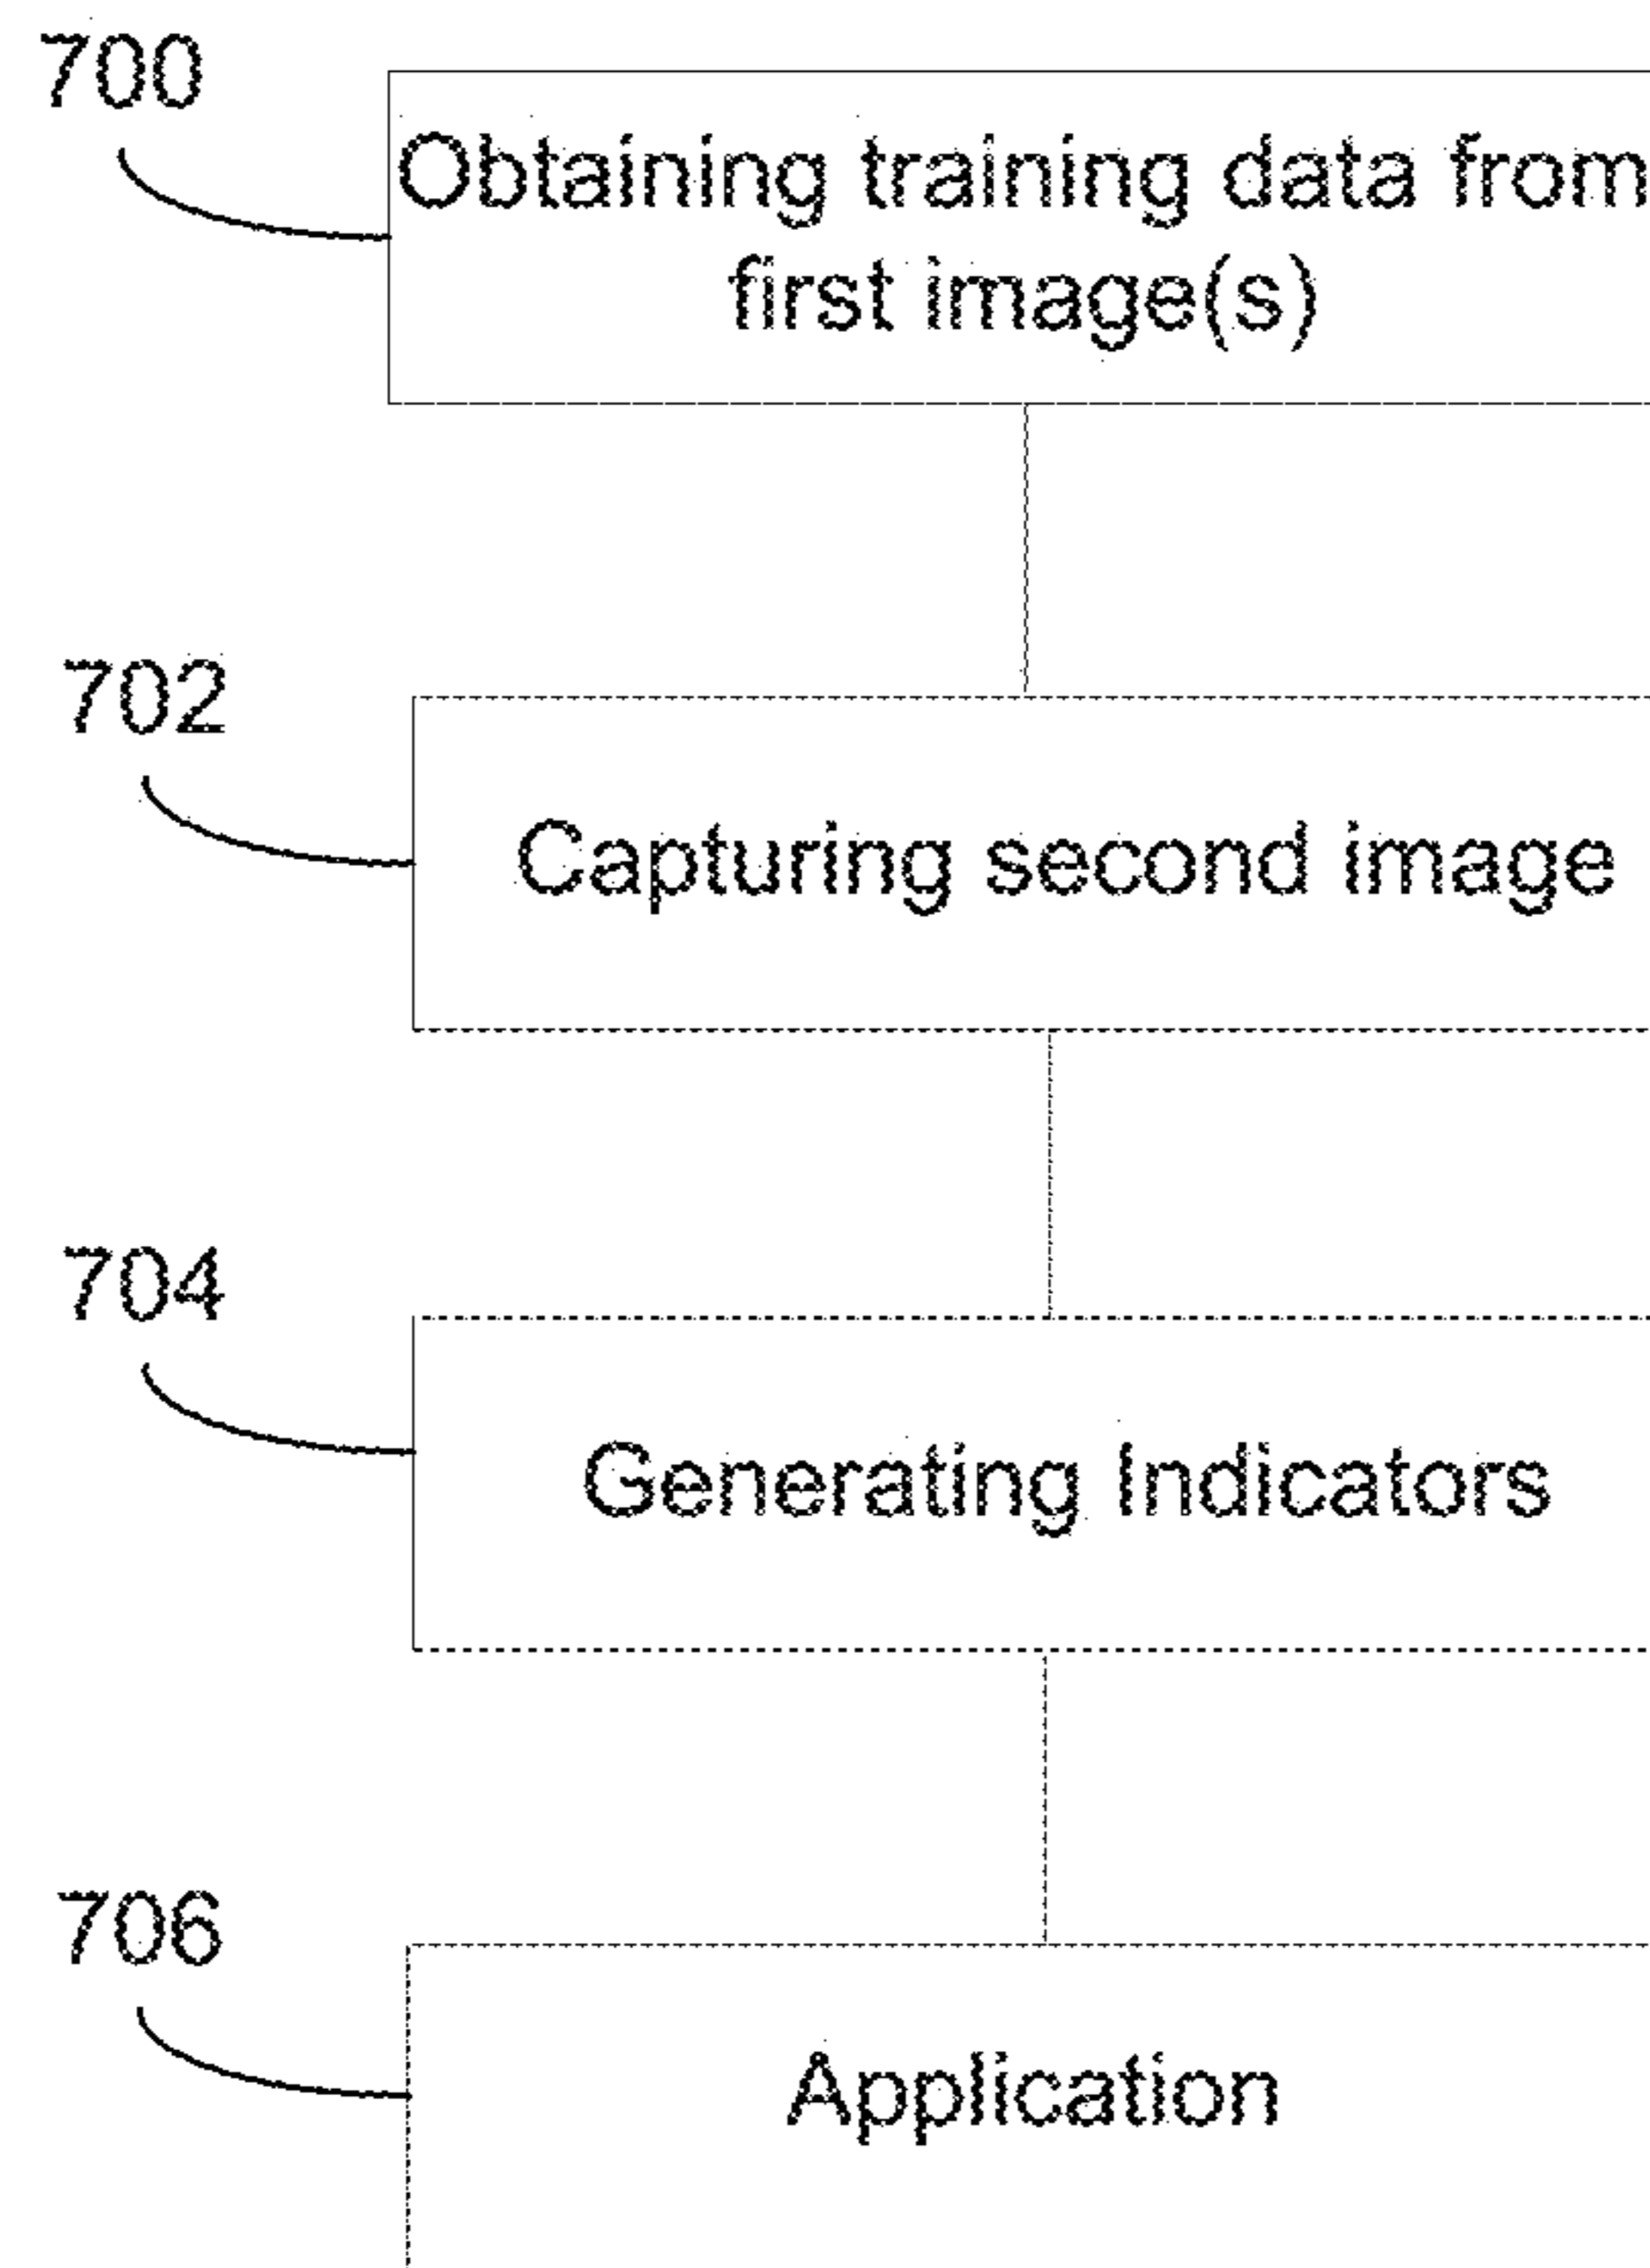 700
Obtaining training data from
first image(s)
702
Capturing second image
704
Generating Indicators
706
Application